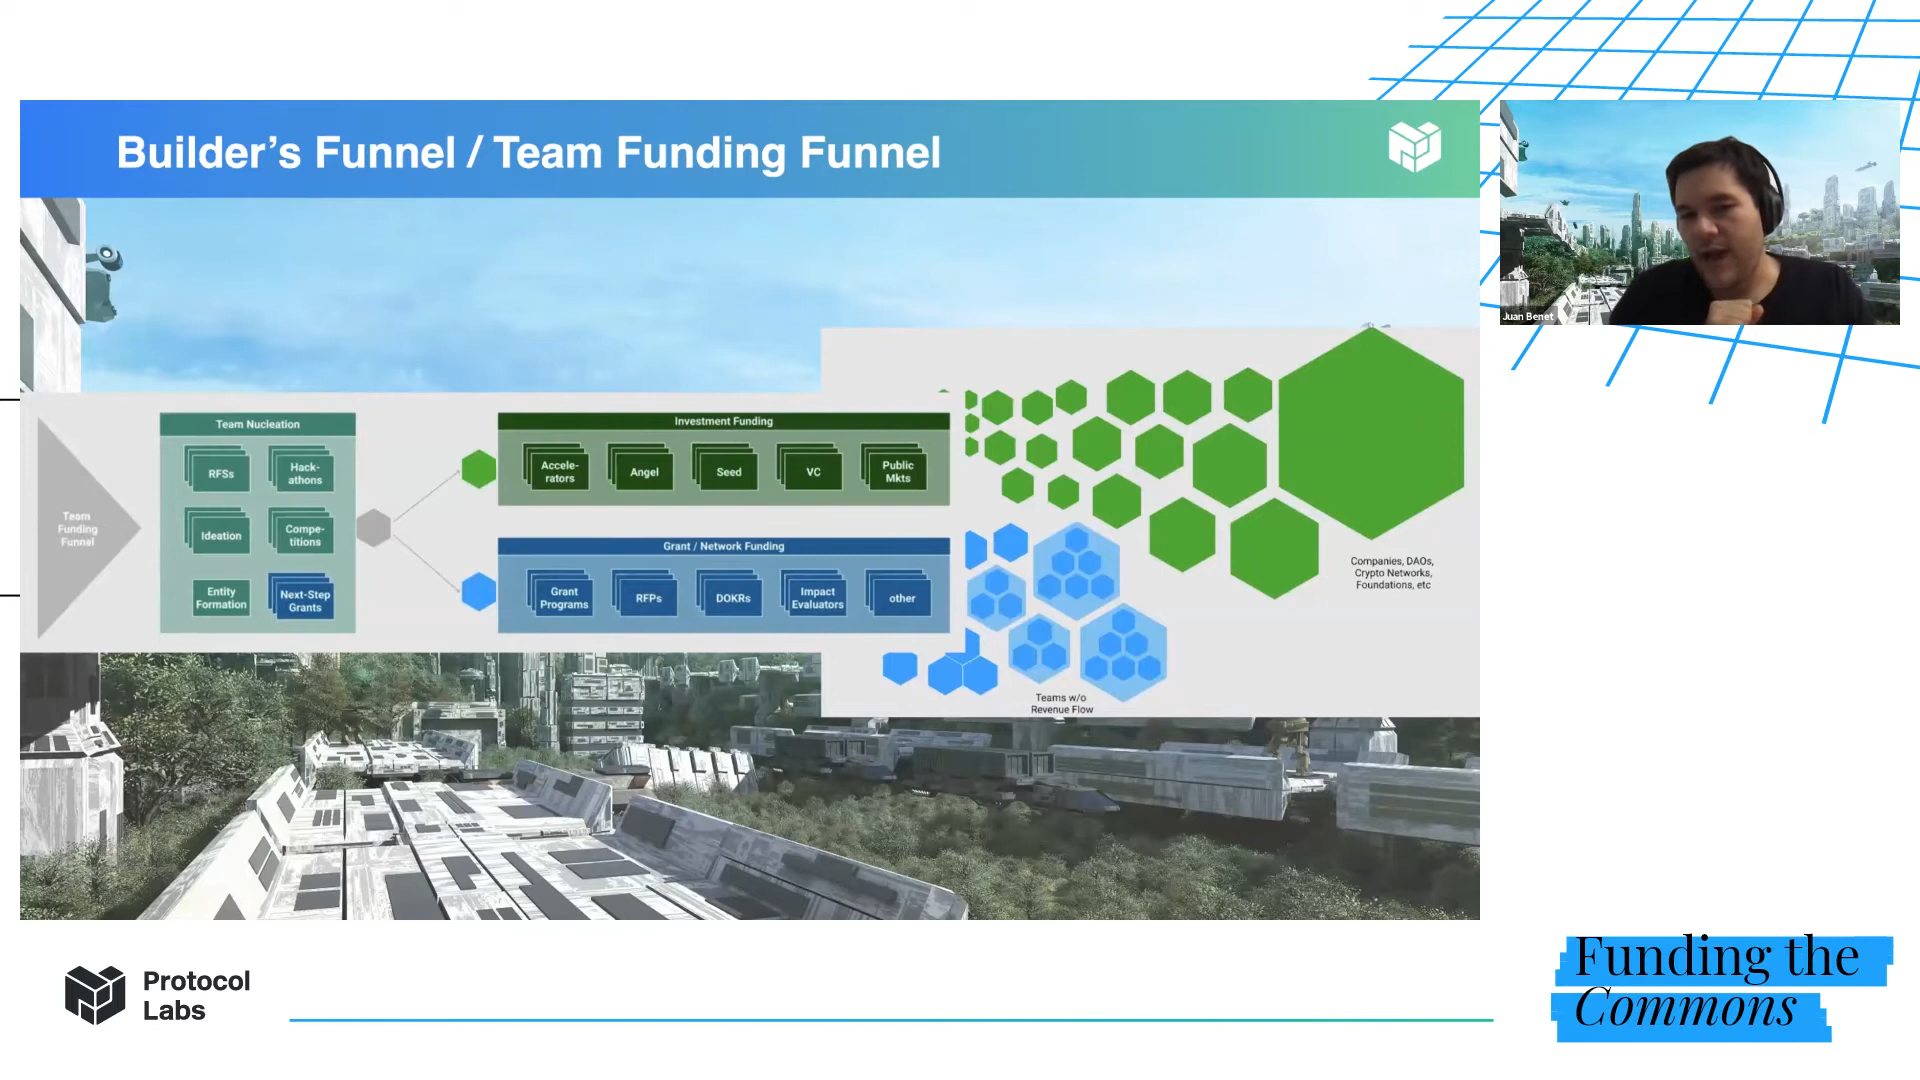 Builder’s Funnel / Team Funding Funnel
Juan Benet
Team
Funding
Funnel
Team Nucleation
RFSs
Hack-
athons
Ideation
Compe-
titions
Entity
Formation
Next-Step
Grants
Investment Funding
Accele-
rators
Angel
Seed
VC
Public
Mkts
Grant / Network Funding
Grant
Programs
RFPs
DOKRs
Impact
Evaluators
other
Companies, DAOs,
Crypto Networks,
Foundations, etc
Teams w/o
Revenue Flow
Protocol
Labs
Funding the
Commons